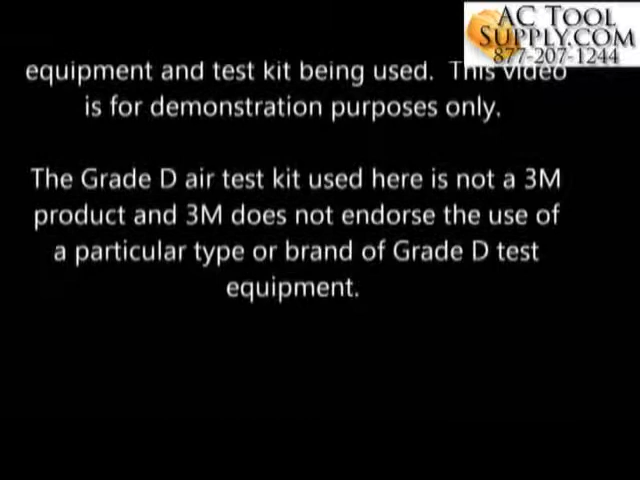 AC TOOL
SUPPLY.COM
877-207-1244
equipment and test kit being used. This video
is for demonstration purposes only.
The Grade D air test kit used here is not a 3M
product and 3M does not endorse the use of
a particular type or brand of Grade D test
equipment.